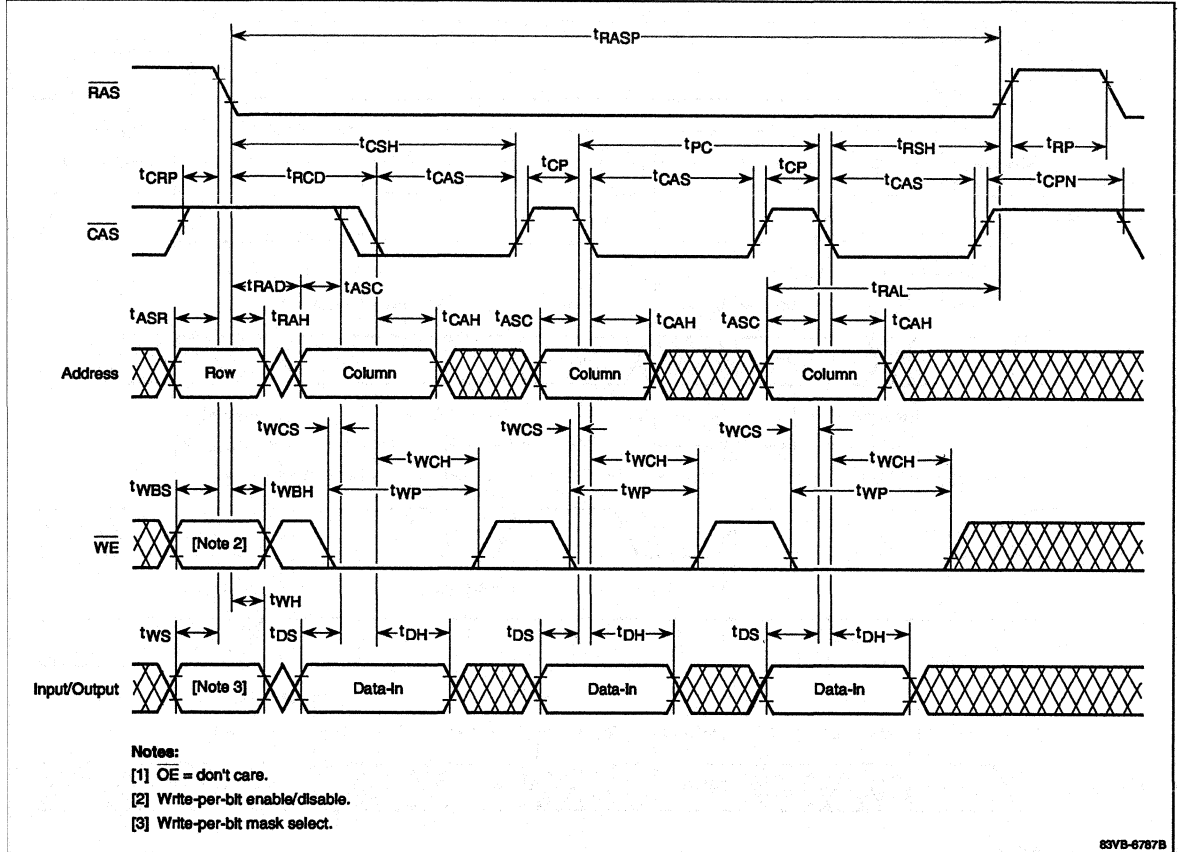 tRASP
RAS
tCSH tPC tRSH tRP
tCRP tRCD tCAS tCP tCAS tCP tCAS tCPN
CAS
tRAD tASC tRAL
tASR tRAH tCAH tASC tCAH tASC tCAH
Address Row Column Column Column
tWCS tWCS tWCS
tWCH tWCH tWCH
tWBS tWBH tWP tWP tWP
WE [Note 2]
tWH
tWS tDS tDH tDS tDH tDS tDH
Input/Output [Note 3] Data-In Data-In Data-In
Notes:
[1] OE = don't care.
[2] Write-per-bit enable/disable.
[3] Write-per-bit mask select.
83VB-6787B